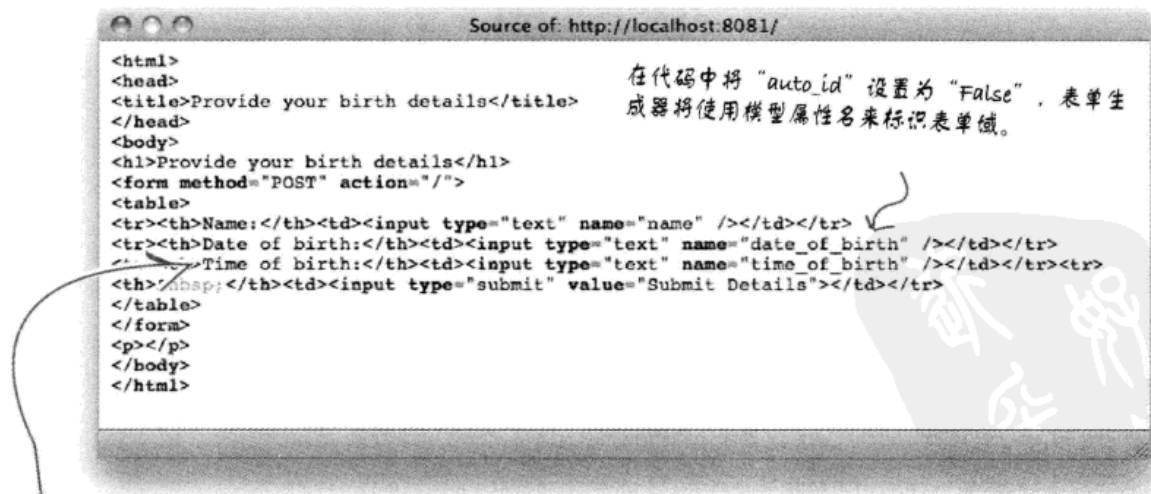 Source of: http://localhost:8081/
<html>
<head>
<title>Provide your birth details</title>
</head>
<body>
<h1>Provide your birth details</h1>
<form method="POST" action="/">
<table>
<tr><th>Name:</th><td><input type="text" name="name" /></td></tr>
<tr><th>Date of birth:</th><td><input type="text" name="date_of_birth" /></td></tr>
>Time of birth:</th><td><input type="text" name="time_of_birth" /></td></tr><tr>
<th>nbsp;</th><td><input type="submit" value="Submit Details"></td></tr>
</table>
</form>
<p></p>
</body>
</html>
在代码中将“auto_id”设置为“False”，表单生
成器将使用模型属性名来标识表单域。